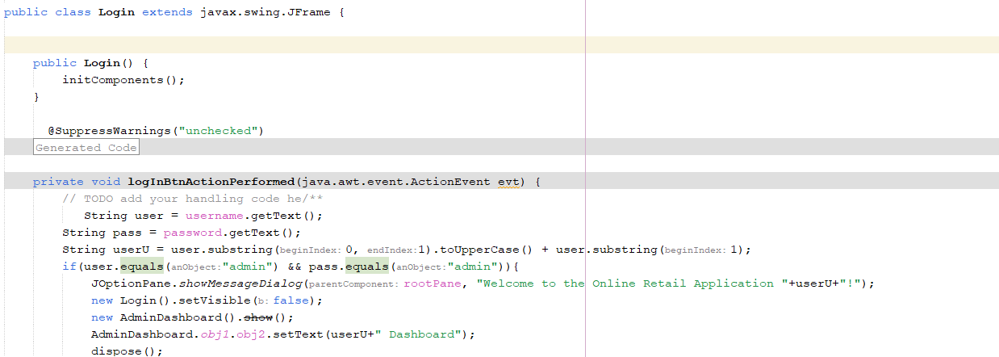 public class Login extends javax.swing.JFrame {
public Login() {
initComponents();
}
@SuppressWarnings("unchecked")
Generated Code
private void logInBtnActionPerformed(java.awt.event.ActionEvent evt) {
// TODO add your handling code he/**
String user = username.getText();
String pass = password.getText();
String userU = user.substring(beginIndex: 0, endIndex: 1).toUpperCase() + user.substring(beginIndex: 1);
if(user.equals(anObject: "admin") && pass.equals(anObject: "admin")){
JOptionPane.showMessageDialog(parentComponent: rootPane, "Welcome to the Online Retail Application "+userU+"!");
new Login().setVisible(b: false);
new AdminDashboard().show();
AdminDashboard.obj1.obj2.setText(userU+" Dashboard");
dispose();